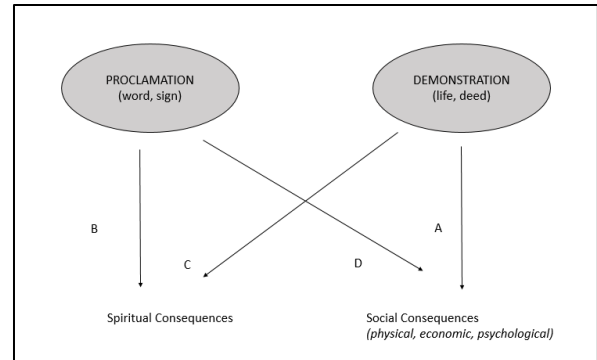 PROCLAMATION
(word, sign)
DEMONSTRATION
(life, deed)
B
A
C
D
Spiritual Consequences
Social Consequences
(physical, economic, psychological)